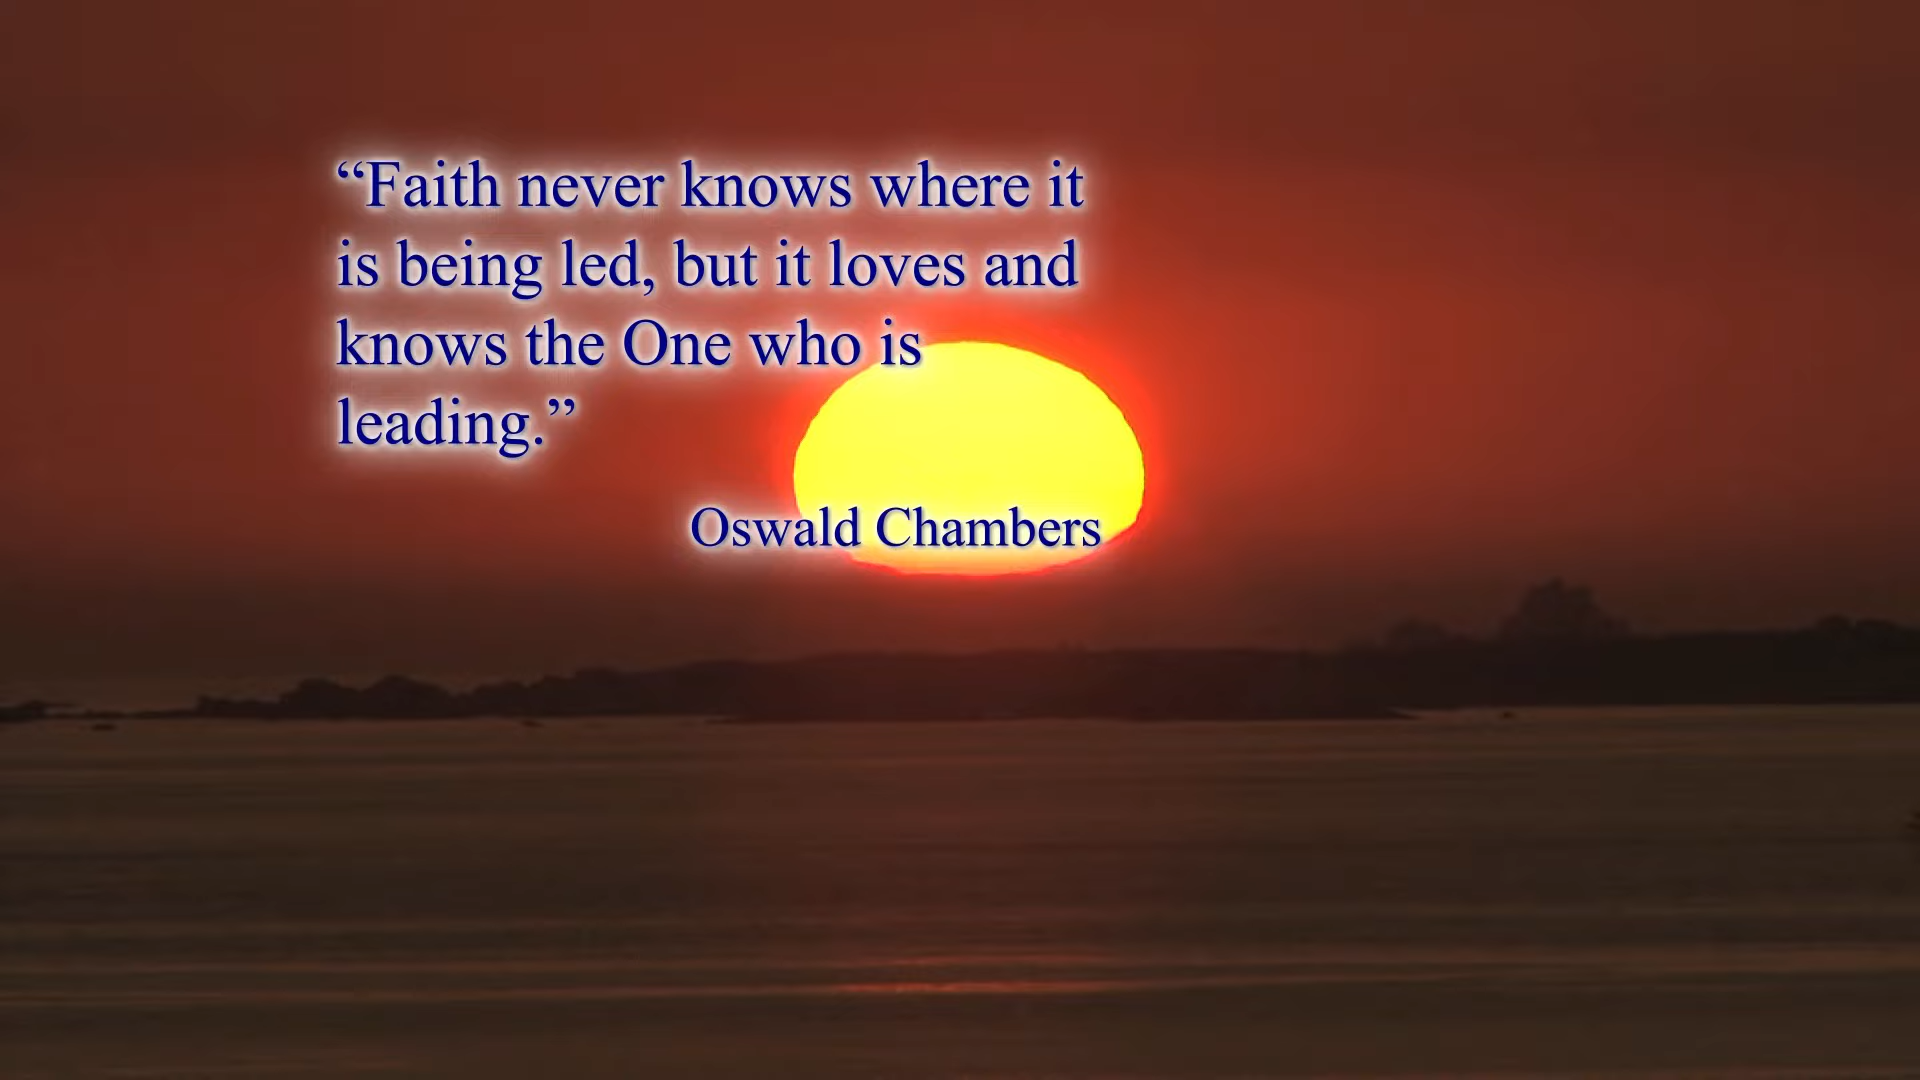 “Faith never knows where it
is being led, but it loves and
knows the One who is
leading.”
Oswald Chambers